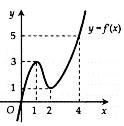 y
y = f'(x)
5
3
1
O
1 2 4 x